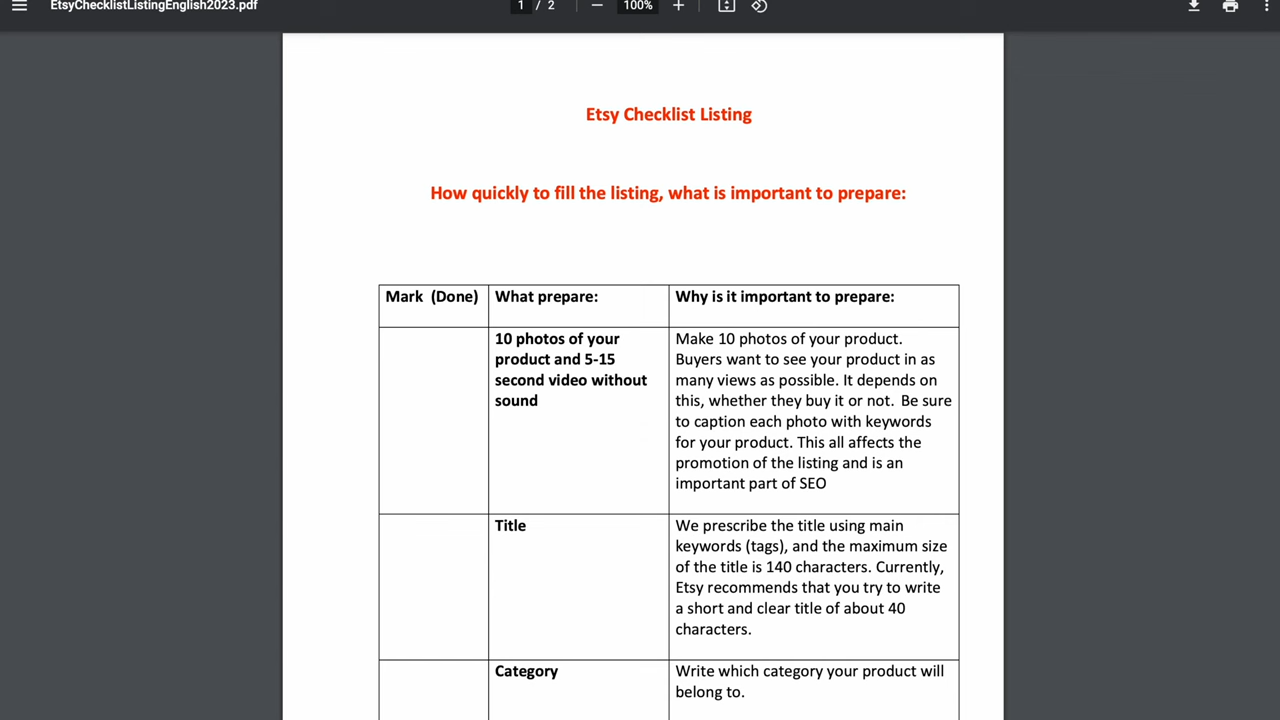 EtsyChecklistListingEnglish2023.pdf
1 / 2
100%
Etsy Checklist Listing
How quickly to fill the listing, what is important to prepare:
Mark (Done) What prepare: Why is it important to prepare:
10 photos of your
product and 5-15
second video without
sound
Make 10 photos of your product.
Buyers want to see your product in as
many views as possible. It depends on
this, whether they buy it or not. Be sure
to caption each photo with keywords
for your product. This all affects the
promotion of the listing and is an
important part of SEO
Title
We prescribe the title using main
keywords (tags), and the maximum size
of the title is 140 characters. Currently,
Etsy recommends that you try to write
a short and clear title of about 40
characters.
Category
Write which category your product will
belong to.